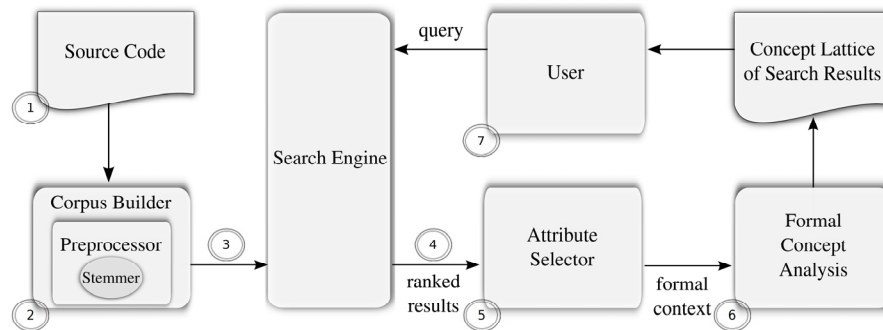 Source Code
1
Corpus Builder
Preprocessor
Stemmer
2
3
Search Engine
query
User
7
4
ranked
results
Attribute
Selector
5
formal
context
Concept Lattice
of Search Results
Formal
Concept
Analysis
6